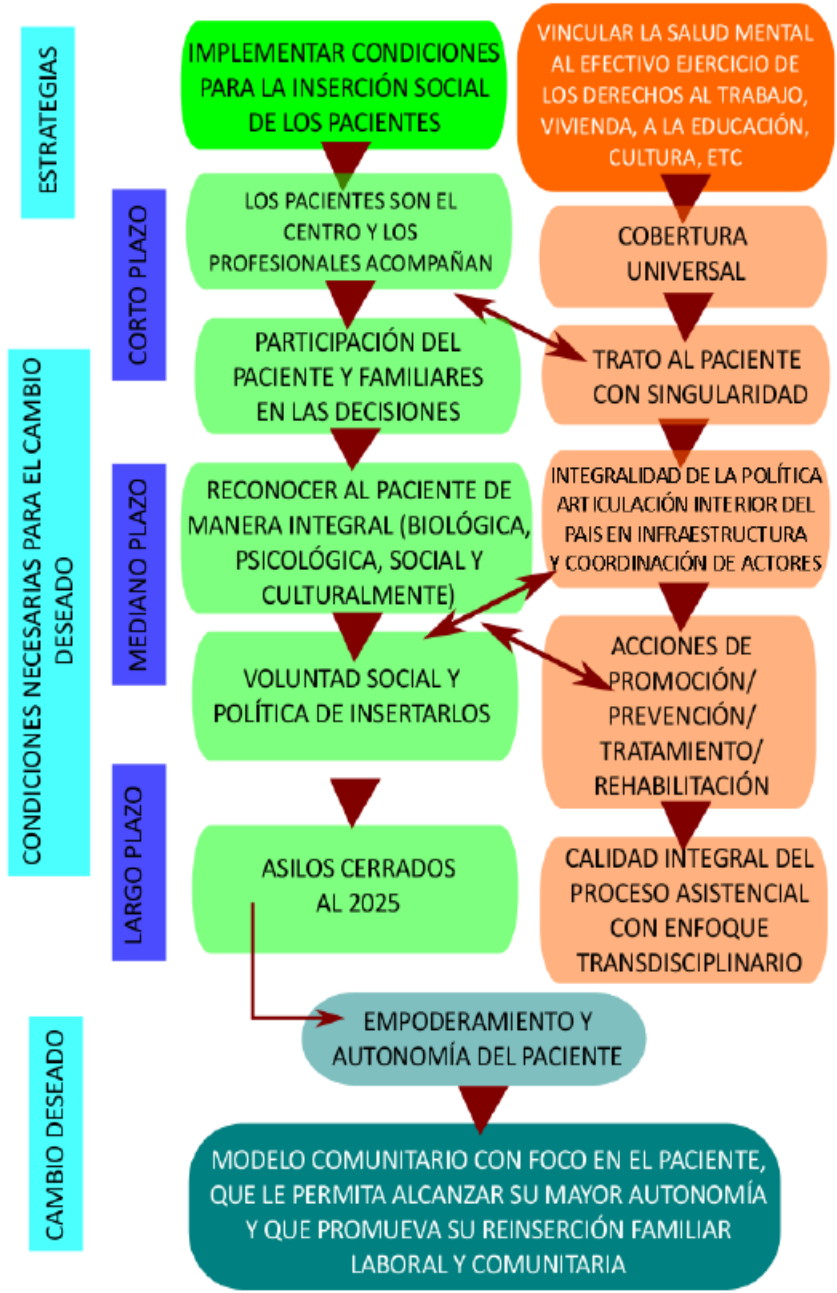 ESTRATEGIAS
IMPLEMENTAR CONDICIONES
PARA LA INSERCIÓN SOCIAL
DE LOS PACIENTES
VINCULAR LA SALUD MENTAL
AL EFECTIVO EJERCICIO DE
LOS DERECHOS AL TRABAJO,
VIVIENDA, A LA EDUCACIÓN,
CULTURA, ETC
CONDICIONES NECESARIAS PARA EL CAMBIO
DESEADO
CORTO PLAZO
LOS PACIENTES SON EL
CENTRO Y LOS
PROFESIONALES ACOMPAÑAN
COBERTURA
UNIVERSAL
PARTICIPACIÓN DEL
PACIENTE Y FAMILIARES
EN LAS DECISIONES
TRATO AL PACIENTE
CON SINGULARIDAD
MEDIANO PLAZO
RECONOCER AL PACIENTE DE
MANERA INTEGRAL (BIOLÓGICA,
PSICOLÓGICA, SOCIAL Y
CULTURALMENTE)
INTEGRALIDAD DE LA POLÍTICA
ARTICULACIÓN INTERIOR DEL
PAIS EN INFRAESTRUCTURA
Y COORDINACIÓN DE ACTORES
VOLUNTAD SOCIAL Y
POLÍTICA DE INSERTARLOS
ACCIONES DE
PROMOCIÓN/
PREVENCIÓN/
TRATAMIENTO/
REHABILITACIÓN
LARGO PLAZO
ASILOS CERRADOS
AL 2025
CALIDAD INTEGRAL DEL
PROCESO ASISTENCIAL
CON ENFOQUE
TRANSDISCIPLINARIO
CAMBIO DESEADO
EMPODERAMIENTO Y
AUTONOMÍA DEL PACIENTE
MODELO COMUNITARIO CON FOCO EN EL PACIENTE,
QUE LE PERMITA ALCANZAR SU MAYOR AUTONOMÍA
Y QUE PROMUEVA SU REINSERCIÓN FAMILIAR
LABORAL Y COMUNITARIA